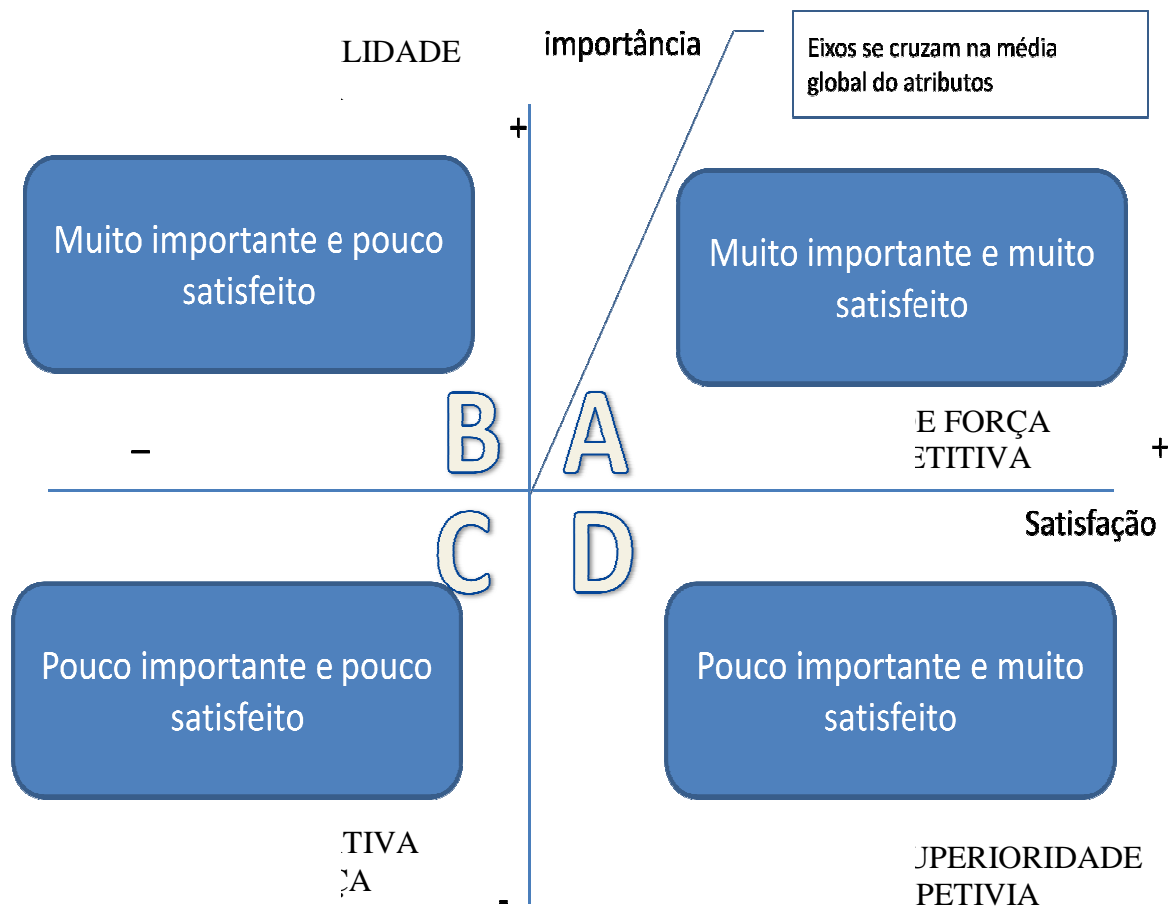 LIDADE
importância
Eixos se cruzam na média
global do atributos
+
Muito importante e pouco
satisfeito
Muito importante e muito
satisfeito
B A
E FORÇA
ETITIVA
–
+
C D
Satisfação
Pouco importante e pouco
satisfeito
Pouco importante e muito
satisfeito
TIVA
ÇA
UPERIORIDADE
PETIVIA
-